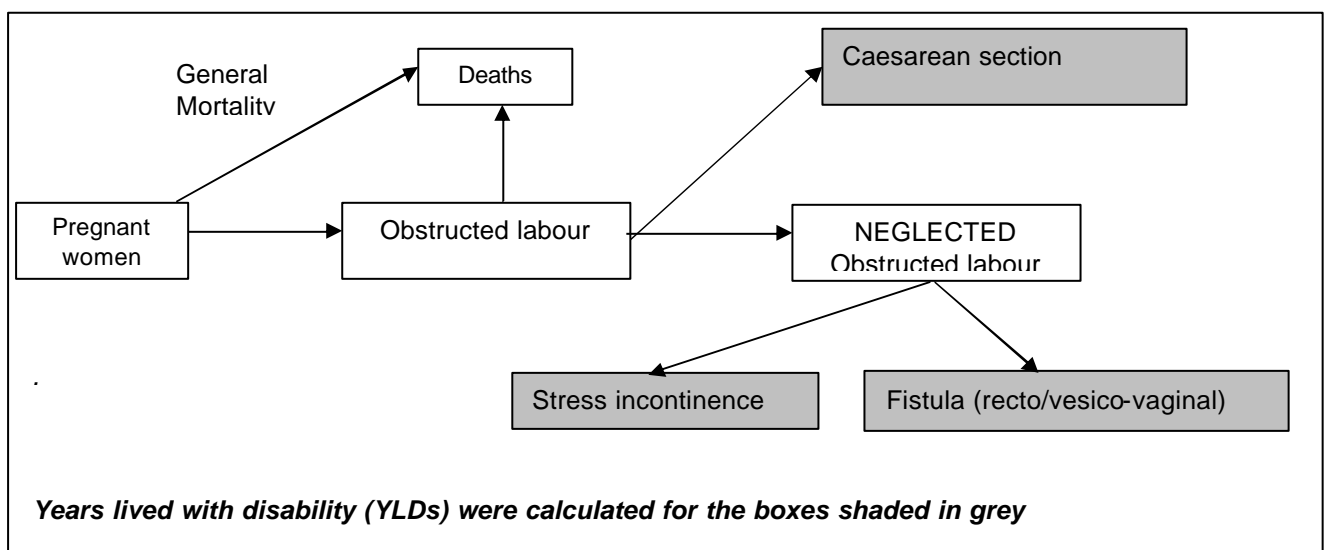 General
Mortality
Deaths
Caesarean section
Pregnant
women
Obstructed labour
NEGLECTED
Obstructed labour
.
Stress incontinence
Fistula (recto/vesico-vaginal)
Years lived with disability (YLDs) were calculated for the boxes shaded in grey